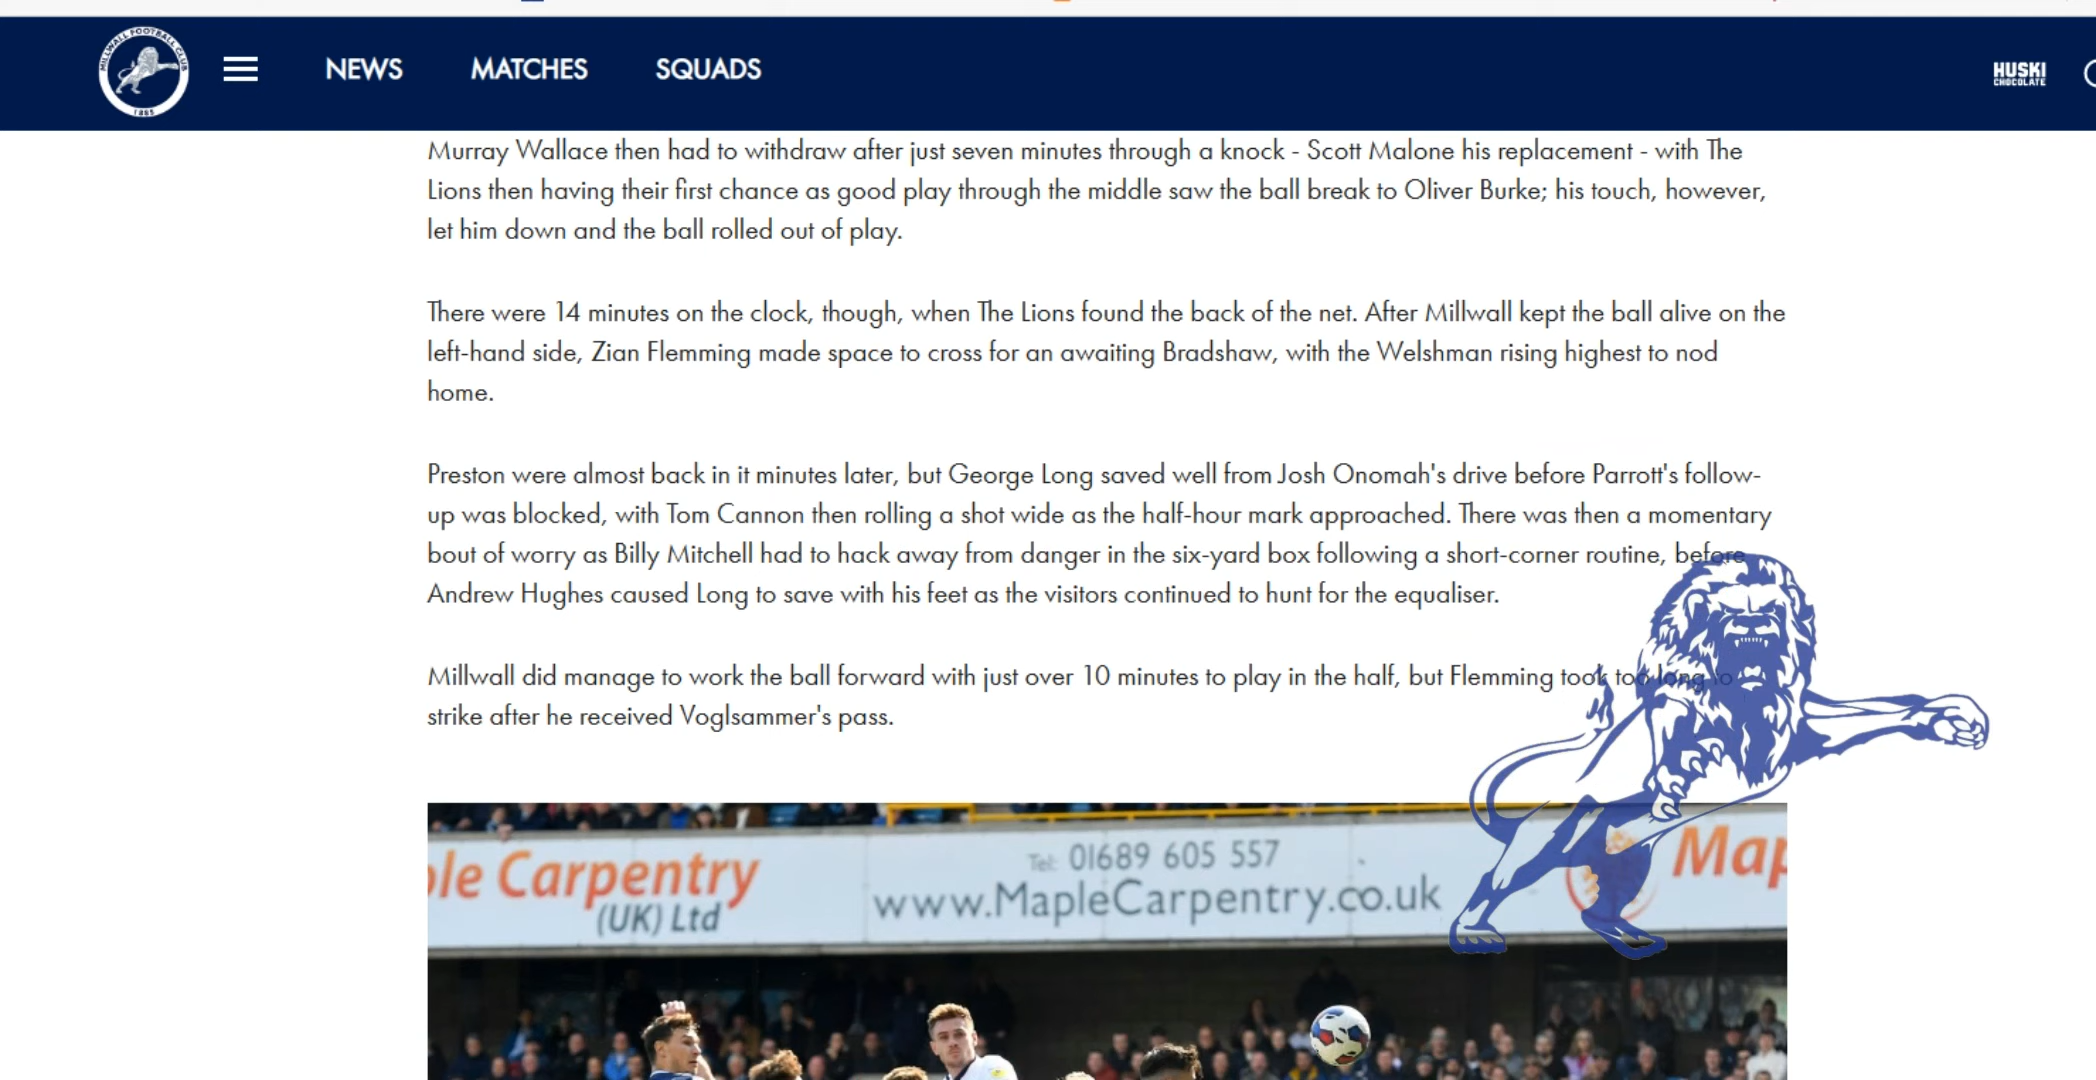 MILLWALL FOOTBALL CLUB
1885
NEWS MATCHES SQUADS
HUSKI
CHOCOLATE
Murray Wallace then had to withdraw after just seven minutes through a knock - Scott Malone his replacement - with The
Lions then having their first chance as good play through the middle saw the ball break to Oliver Burke; his touch, however,
let him down and the ball rolled out of play.
There were 14 minutes on the clock, though, when The Lions found the back of the net. After Millwall kept the ball alive on the
left-hand side, Zian Flemming made space to cross for an awaiting Bradshaw, with the Welshman rising highest to nod
home.
Preston were almost back in it minutes later, but George Long saved well from Josh Onomah's drive before Parrott's follow-
up was blocked, with Tom Cannon then rolling a shot wide as the half-hour mark approached. There was then a momentary
bout of worry as Billy Mitchell had to hack away from danger in the six-yard box following a short-corner routine, before
Andrew Hughes caused Long to save with his feet as the visitors continued to hunt for the equaliser.
Millwall did manage to work the ball forward with just over 10 minutes to play in the half, but Flemming took too long to
strike after he received Voglsammer's pass.
ple Carpentry
(UK) Ltd
Tel: 01689 605 557
www.MapleCarpentry.co.uk
Map